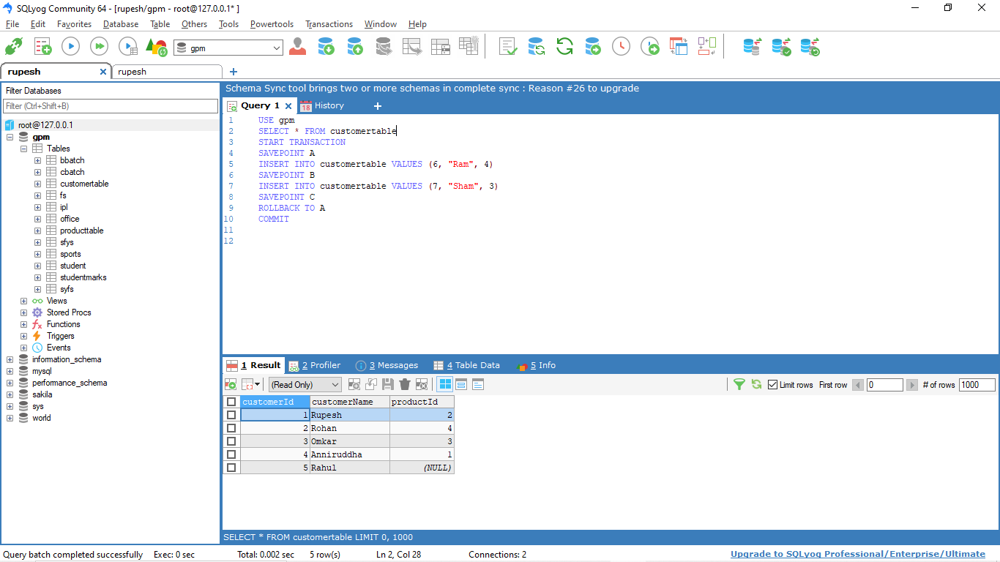 SQLyog Community 64 - [rupesh/gpm - root@127.0.0.1* ]
File Edit Favorites Database Table Others Tools Powertools Transactions Window Help
gpm
rupesh rupesh
Filter Databases
Filter (Ctrl+Shift+B)
root@127.0.0.1
gpm
Tables
bbatch
cbatch
customertable
fs
ipl
office
producttable
sfys
sports
student
studentmarks
syfs
Views
Stored Procs
Functions
Triggers
Events
information_schema
mysql
perfomance_schema
sakila
sys
world
Schema Sync tool brings two or more schemas in complete sync : Reason #26 to upgrade
Query 1 18 History
1 USE gpm
2 SELECT * FROM customertable
3 START TRANSACTION
4 SAVEPOINT A
5 INSERT INTO customertable VALUES (6, "Ram", 4)
6 SAVEPOINT B
7 INSERT INTO customertable VALUES (7, "Sham", 3)
8 SAVEPOINT C
9 ROLLBACK TO A
10 COMMIT
11
12
1 Result 2 Profiler 3 Messages 4 Table Data 5 Info
(Read Only) Limit rows First row 0 # of rows 1000
customerId customerName productId
1 Rupesh 2
2 Rohan 4
3 Omkar 3
4 Anniruddha 1
5 Rahul (NULL)
SELECT * FROM customertable LIMIT 0, 1000
Query batch completed successfully Exec: 0 sec Total: 0.002 sec 5 row(s) Ln 2, Col 28 Connections: 2 Upgrade to SQLyog Professional/Enterprise/Ultimate